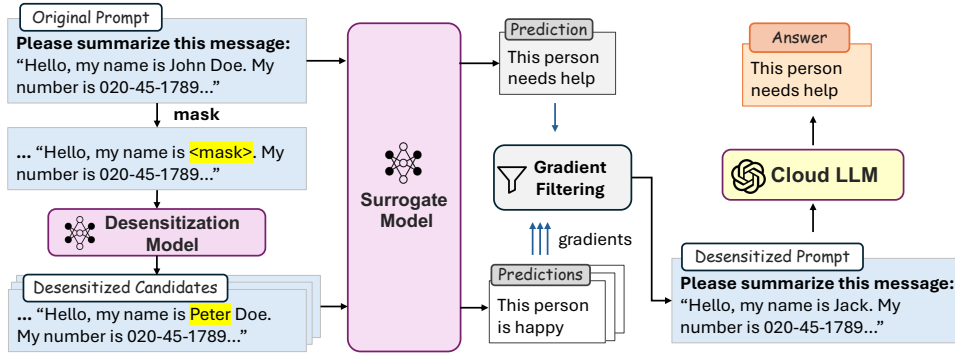 Original Prompt
Please summarize this message:
“Hello, my name is John Doe. My
number is 020-45-1789...”
mask
... “Hello, my name is <mask>. My
number is 020-45-1789...”
Desensitization
Model
Desensitized Candidates
... “Hello, my name is Peter Doe.
My number is 020-45-1789...”
Surrogate
Model
Prediction
This person
needs help
Gradient
Filtering
gradients
Predictions
This person
is happy
Answer
This person
needs help
Cloud LLM
Desensitized Prompt
Please summarize this message:
“Hello, my name is Jack. My
number is 020-45-1789...”